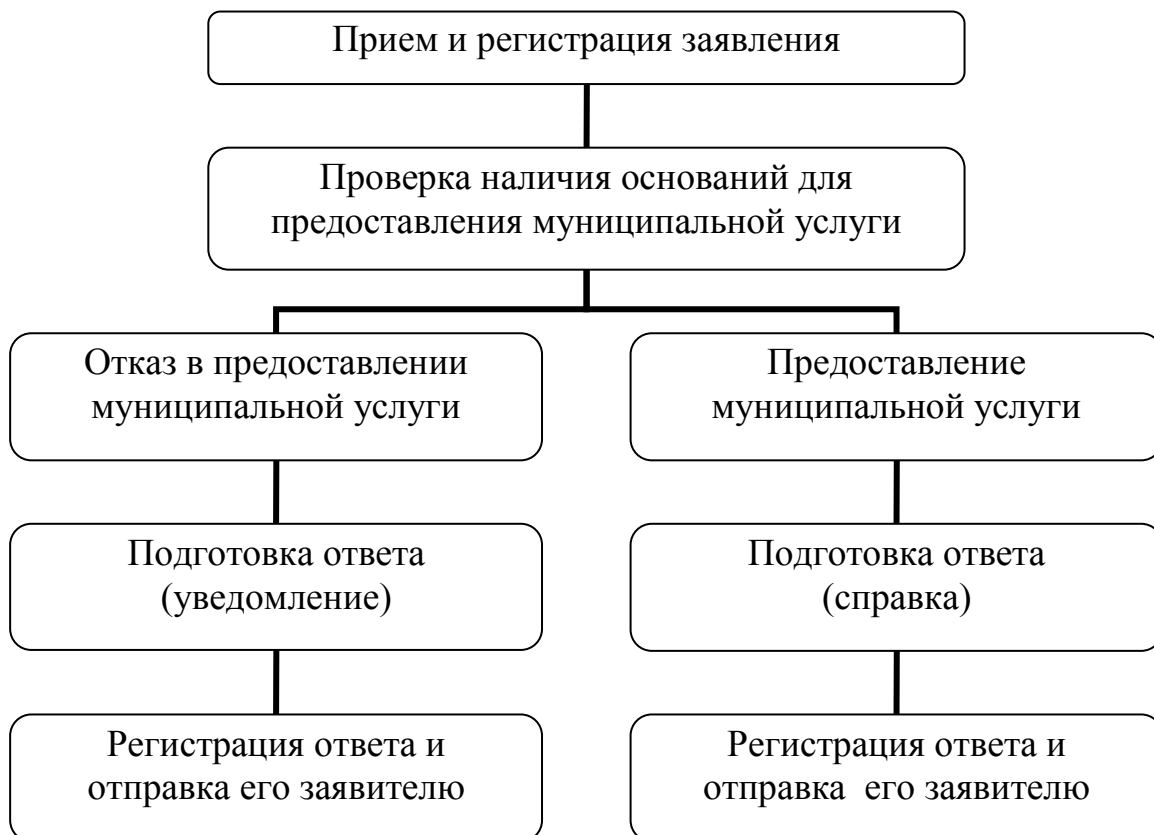 Прием и регистрация заявления
Проверка наличия оснований для
предоставления муниципальной услуги
Отказ в предоставлении
муниципальной услуги
Предоставление
муниципальной услуги
Подготовка ответа
(уведомление)
Подготовка ответа
(справка)
Регистрация ответа и
отправка его заявителю
Регистрация ответа и
отправка  его заявителю